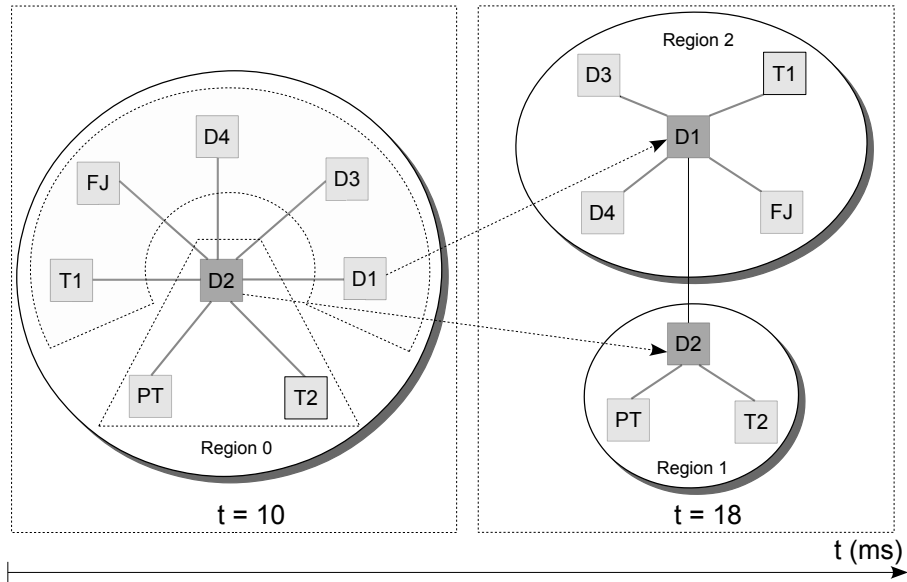 D4
FJ
D3
T1
D2
D1
PT
T2
Region 0
t = 10
Region 2
D3
T1
D1
D4
FJ
D2
PT
T2
Region 1
t = 18
t (ms)